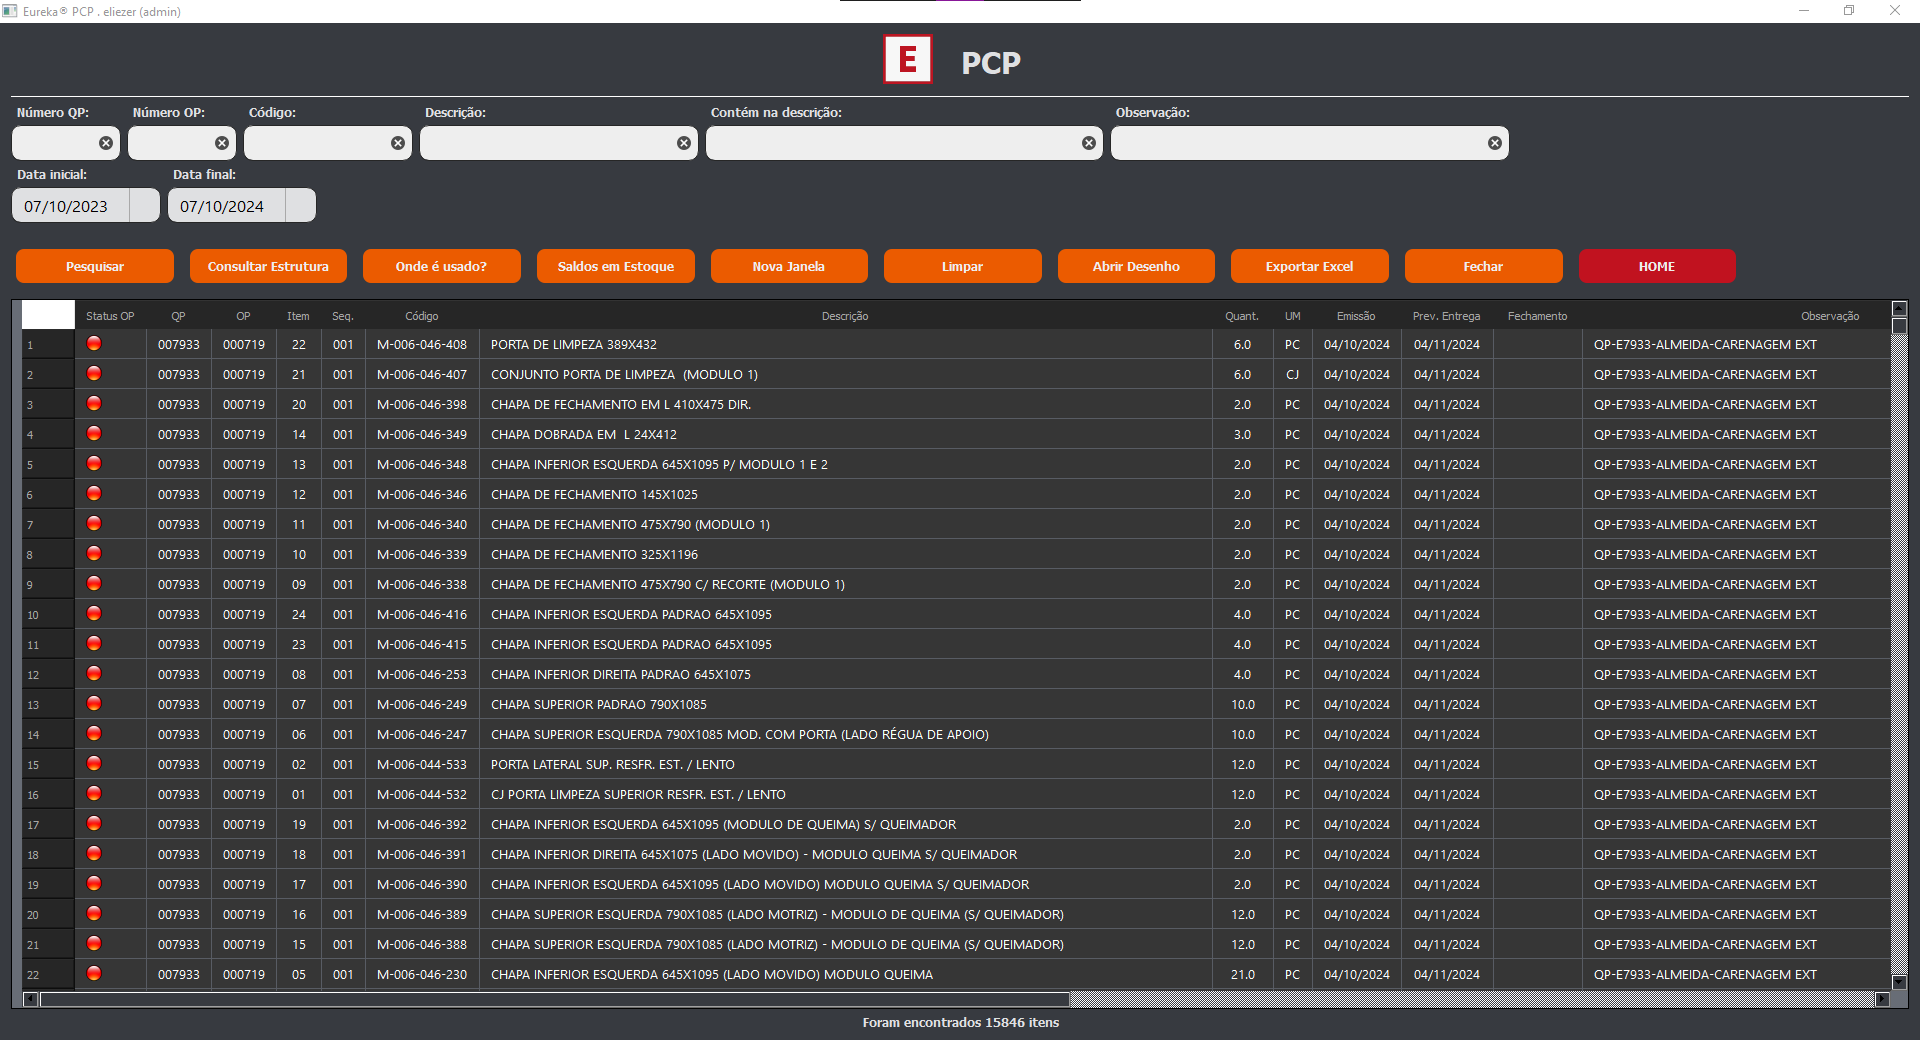 Eureka® PCP . eliezer (admin)
E PCP
Número QP: Número OP: Código: Descrição: Contém na descrição: Observação:
Data inicial: Data final:
07/10/2023 07/10/2024
Pesquisar Consultar Estrutura Onde é usado? Saldos em Estoque Nova Janela Limpar Abrir Desenho Exportar Excel Fechar HOME
Status OP QP OP Item Seq. Código Descrição Quant. UM Emissão Prev. Entrega Fechamento Observação
1 007933 000719 22 001 M-006-046-408 PORTA DE LIMPEZA 389X432 6.0 PC 04/10/2024 04/11/2024 QP-E7933-ALMEIDA-CARENAGEM EXT
2 007933 000719 21 001 M-006-046-407 CONJUNTO PORTA DE LIMPEZA  (MODULO 1) 6.0 CJ 04/10/2024 04/11/2024 QP-E7933-ALMEIDA-CARENAGEM EXT
3 007933 000719 20 001 M-006-046-398 CHAPA DE FECHAMENTO EM L 410X475 DIR. 2.0 PC 04/10/2024 04/11/2024 QP-E7933-ALMEIDA-CARENAGEM EXT
4 007933 000719 14 001 M-006-046-349 CHAPA DOBRADA EM  L 24X412 3.0 PC 04/10/2024 04/11/2024 QP-E7933-ALMEIDA-CARENAGEM EXT
5 007933 000719 13 001 M-006-046-348 CHAPA INFERIOR ESQUERDA 645X1095 P/ MODULO 1 E 2 2.0 PC 04/10/2024 04/11/2024 QP-E7933-ALMEIDA-CARENAGEM EXT
6 007933 000719 12 001 M-006-046-346 CHAPA DE FECHAMENTO 145X1025 2.0 PC 04/10/2024 04/11/2024 QP-E7933-ALMEIDA-CARENAGEM EXT
7 007933 000719 11 001 M-006-046-340 CHAPA DE FECHAMENTO 475X790 (MODULO 1) 2.0 PC 04/10/2024 04/11/2024 QP-E7933-ALMEIDA-CARENAGEM EXT
8 007933 000719 10 001 M-006-046-339 CHAPA DE FECHAMENTO 325X1196 2.0 PC 04/10/2024 04/11/2024 QP-E7933-ALMEIDA-CARENAGEM EXT
9 007933 000719 09 001 M-006-046-338 CHAPA DE FECHAMENTO 475X790 C/ RECORTE (MODULO 1) 2.0 PC 04/10/2024 04/11/2024 QP-E7933-ALMEIDA-CARENAGEM EXT
10 007933 000719 24 001 M-006-046-416 CHAPA INFERIOR ESQUERDA PADRAO 645X1095 4.0 PC 04/10/2024 04/11/2024 QP-E7933-ALMEIDA-CARENAGEM EXT
11 007933 000719 23 001 M-006-046-415 CHAPA INFERIOR ESQUERDA PADRAO 645X1095 4.0 PC 04/10/2024 04/11/2024 QP-E7933-ALMEIDA-CARENAGEM EXT
12 007933 000719 08 001 M-006-046-253 CHAPA INFERIOR DIREITA PADRAO 645X1075 4.0 PC 04/10/2024 04/11/2024 QP-E7933-ALMEIDA-CARENAGEM EXT
13 007933 000719 07 001 M-006-046-249 CHAPA SUPERIOR PADRAO 790X1085 10.0 PC 04/10/2024 04/11/2024 QP-E7933-ALMEIDA-CARENAGEM EXT
14 007933 000719 06 001 M-006-046-247 CHAPA SUPERIOR ESQUERDA 790X1085 MOD. COM PORTA (LADO RÉGUA DE APOIO) 10.0 PC 04/10/2024 04/11/2024 QP-E7933-ALMEIDA-CARENAGEM EXT
15 007933 000719 02 001 M-006-044-533 PORTA LATERAL SUP. RESFR. EST. / LENTO 12.0 PC 04/10/2024 04/11/2024 QP-E7933-ALMEIDA-CARENAGEM EXT
16 007933 000719 01 001 M-006-044-532 CJ PORTA LIMPEZA SUPERIOR RESFR. EST. / LENTO 12.0 PC 04/10/2024 04/11/2024 QP-E7933-ALMEIDA-CARENAGEM EXT
17 007933 000719 19 001 M-006-046-392 CHAPA INFERIOR ESQUERDA 645X1095 (MODULO DE QUEIMA) S/ QUEIMADOR 2.0 PC 04/10/2024 04/11/2024 QP-E7933-ALMEIDA-CARENAGEM EXT
18 007933 000719 18 001 M-006-046-391 CHAPA INFERIOR DIREITA 645X1075 (LADO MOVIDO) - MODULO QUEIMA S/ QUEIMADOR 2.0 PC 04/10/2024 04/11/2024 QP-E7933-ALMEIDA-CARENAGEM EXT
19 007933 000719 17 001 M-006-046-390 CHAPA INFERIOR ESQUERDA 645X1095 (LADO MOVIDO) MODULO QUEIMA S/ QUEIMADOR 2.0 PC 04/10/2024 04/11/2024 QP-E7933-ALMEIDA-CARENAGEM EXT
20 007933 000719 16 001 M-006-046-389 CHAPA SUPERIOR ESQUERDA 790X1085 (LADO MOTRIZ) - MODULO DE QUEIMA (S/ QUEIMADOR) 12.0 PC 04/10/2024 04/11/2024 QP-E7933-ALMEIDA-CARENAGEM EXT
21 007933 000719 15 001 M-006-046-388 CHAPA SUPERIOR ESQUERDA 790X1085 (LADO MOTRIZ) - MODULO DE QUEIMA (S/ QUEIMADOR) 12.0 PC 04/10/2024 04/11/2024 QP-E7933-ALMEIDA-CARENAGEM EXT
22 007933 000719 05 001 M-006-046-230 CHAPA INFERIOR ESQUERDA 645X1095 (LADO MOVIDO) MODULO QUEIMA 21.0 PC 04/10/2024 04/11/2024 QP-E7933-ALMEIDA-CARENAGEM EXT
Foram encontrados 15846 itens